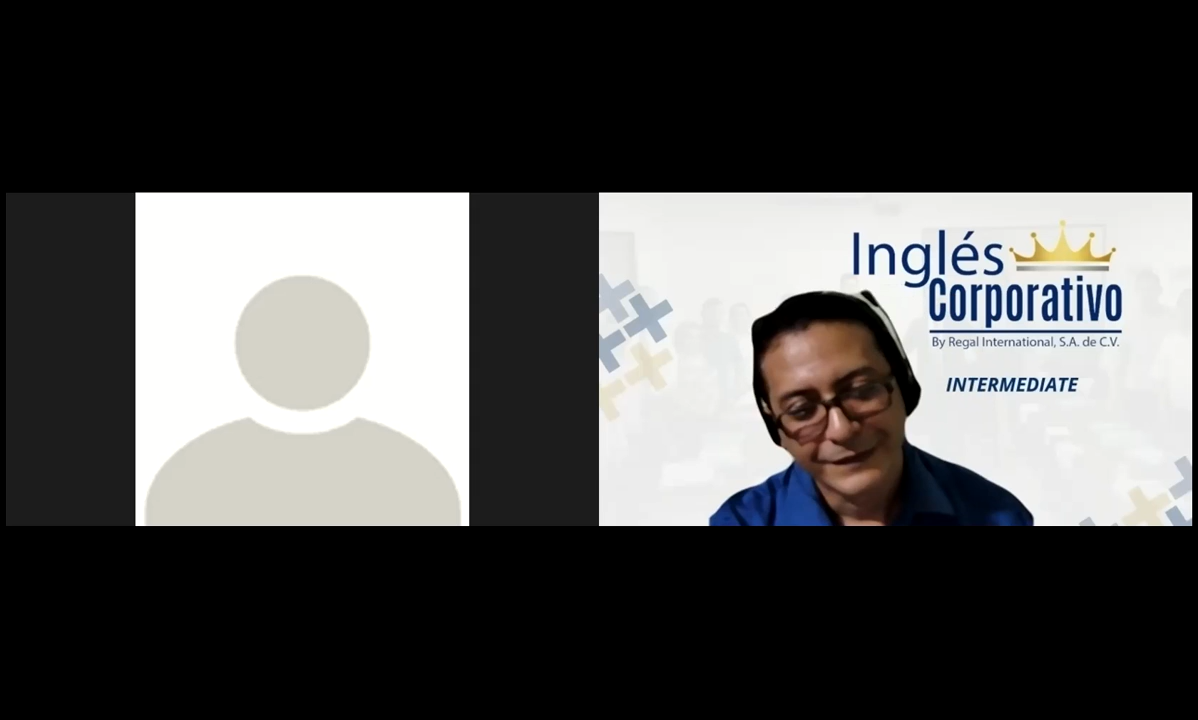 Inglés
Corporativo
By Regal International, S.A. de C.V.
INTERMEDIATE